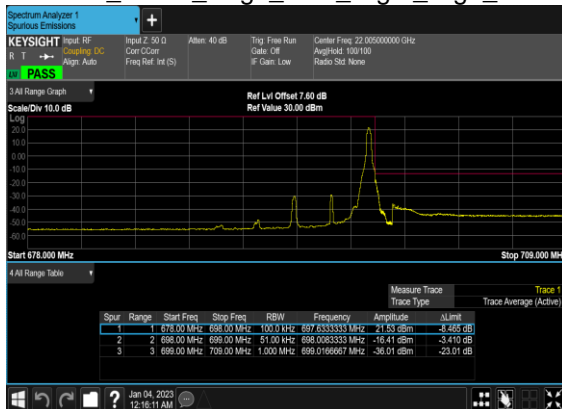 Spectrum Analyzer 1
Spurious Emissions
KEYSIGHT Input: RF Input Z: 50 Ω Atten: 40 dB Trig: Free Run Center Freq: 22.005000000 GHz
R T Coupling: DC Corr CCorr Gate: Off Avg|Hold: 100/100
Align: Auto Freq Ref: Int (S) IF Gain: Low Radio Std: None
PASS
3 All Range Graph
Ref Lvl Offset 7.60 dB
Scale/Div 10.0 dB Ref Value 30.00 dBm
Log
20.0
10.0
0.00
-10.0
-20.0
-30.0
-40.0
-50.0
-60.0
Start 678.000 MHz Stop 709.000 MH
4 All Range Table
Measure Trace Trace 1
Trace Type Trace Average (Active)
Spur Range Start Freq Stop Freq RBW Frequency Amplitude ΔLimit
1 1 678.00 MHz 698.00 MHz 100.0 kHz 697.6333333 MHz 21.53 dBm -8.465 dB
2 2 698.00 MHz 699.00 MHz 51.00 kHz 698.0083333 MHz -16.41 dBm -3.410 dB
3 3 699.00 MHz 709.00 MHz 1.000 MHz 699.0166667 MHz -36.01 dBm -23.01 dB
Jan 04, 2023
12:16:11 AM